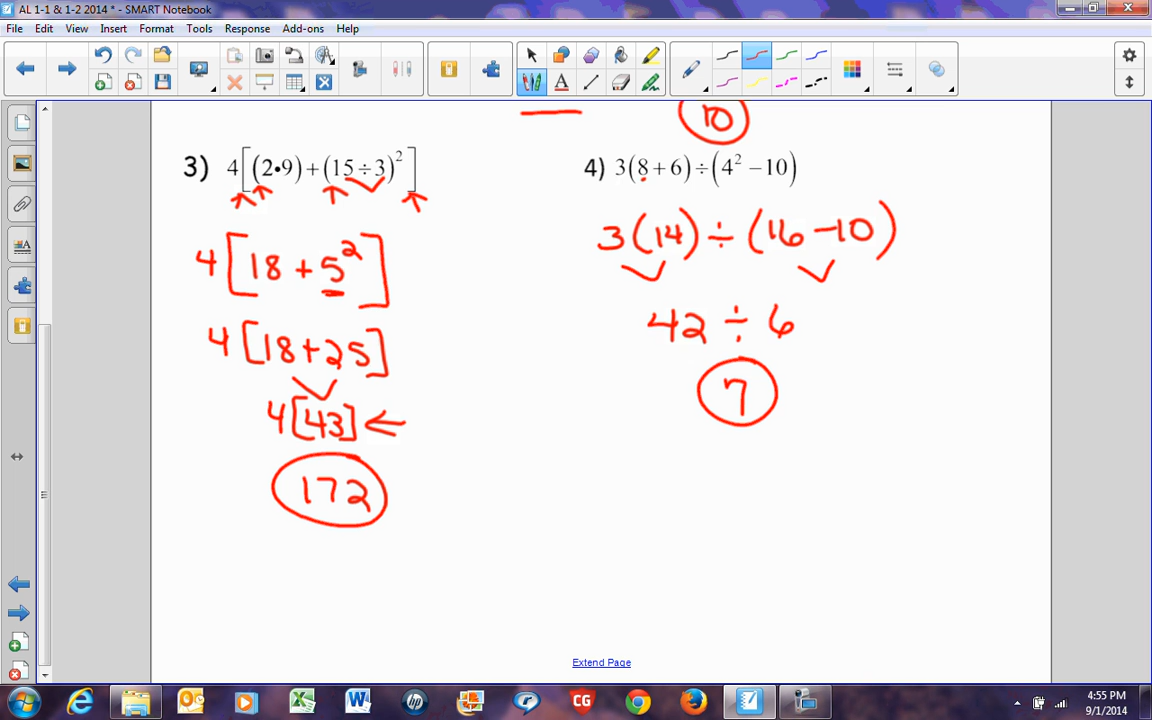 AL 1-1 & 1-2 2014 * - SMART Notebook
File Edit View Insert Format Tools Response Add-ons Help
10
3) 4[(2•9)+(15÷3)²]
4[18 + 5²]
4[18+25]
4[43] ←
172
4) 3(8+6)÷(4²−10)
3(14) ÷ (16 −10)
42 ÷ 6
7
Extend Page
4:55 PM
9/1/2014